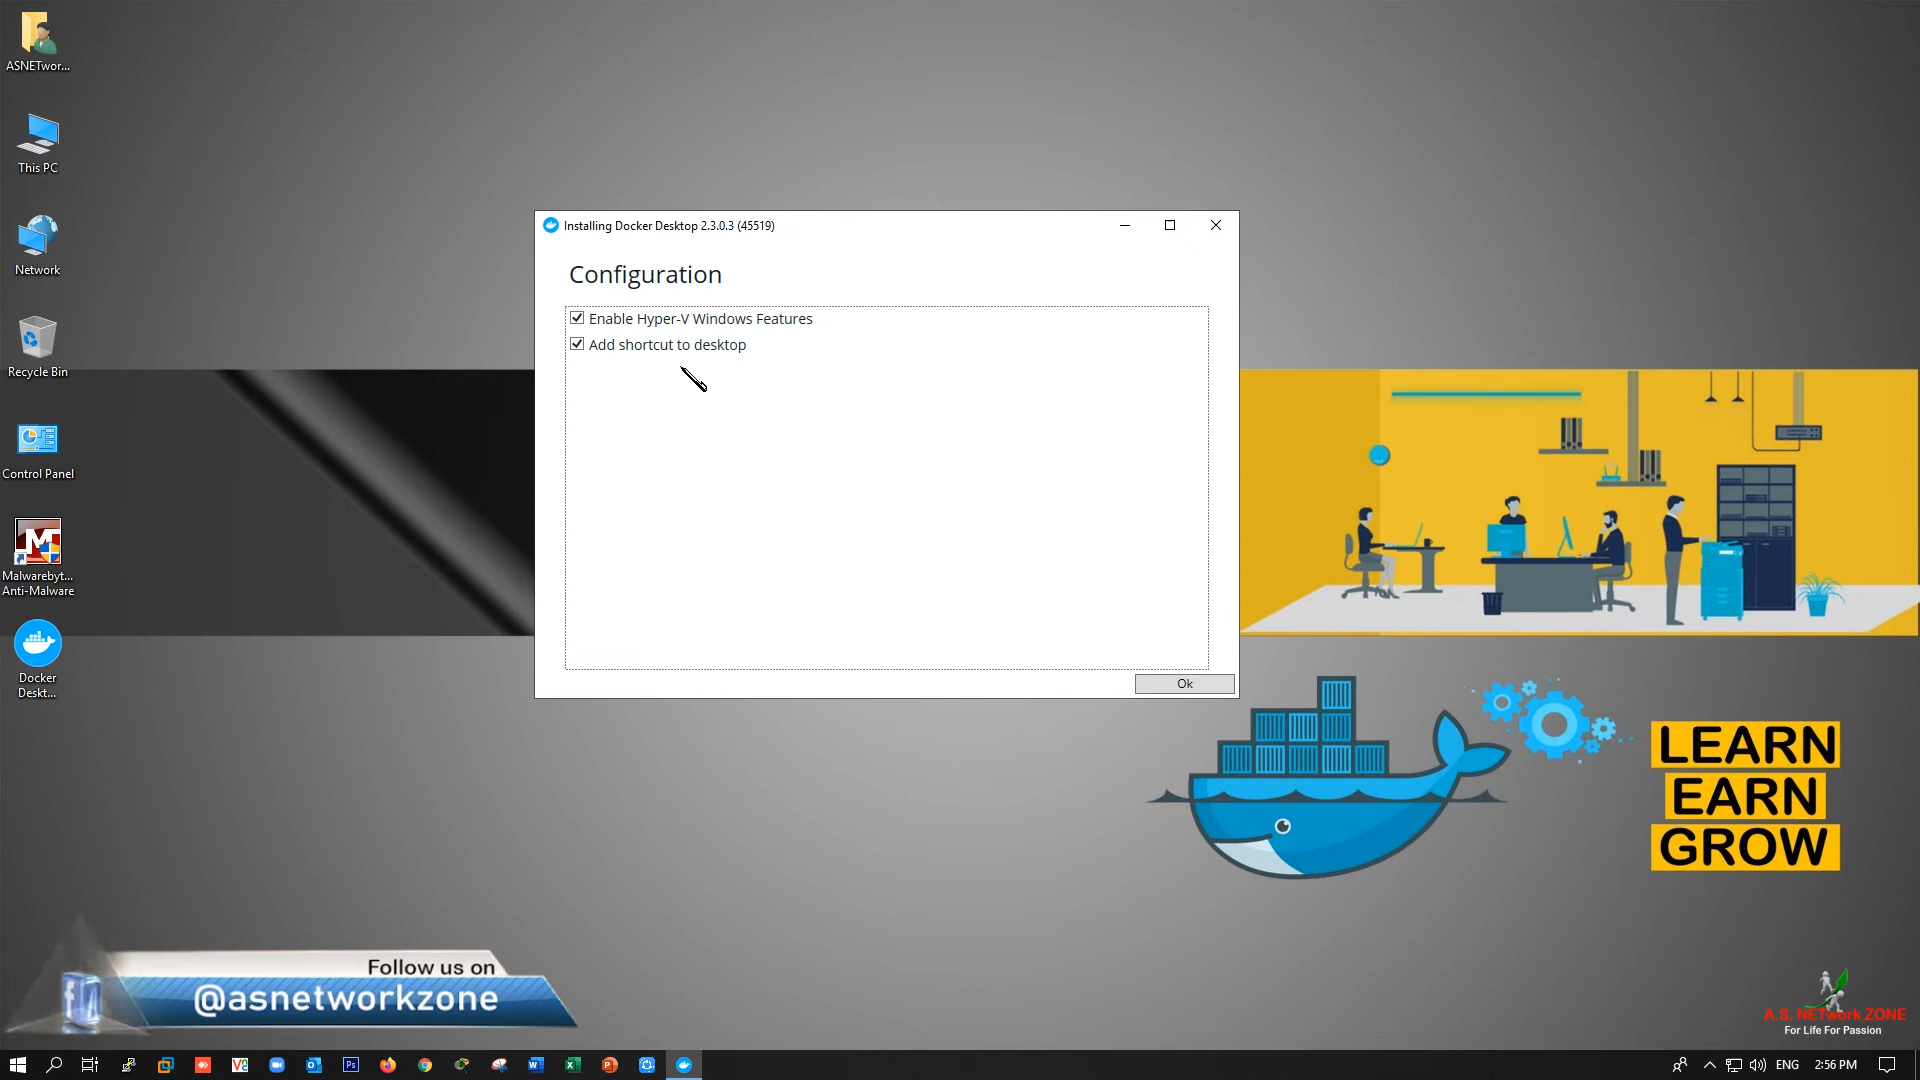 ASNETwor...
This PC
Network
Recycle Bin
Control Panel
Malwarebyt...
Anti-Malware
Docker
Deskt...
Installing Docker Desktop 2.3.0.3 (45519)
Configuration
Enable Hyper-V Windows Features
Add shortcut to desktop
Ok
LEARN
EARN
GROW
Follow us on
@asnetworkzone
A.S. NETwork ZONE
For Life For Passion
ENG
2:56 PM